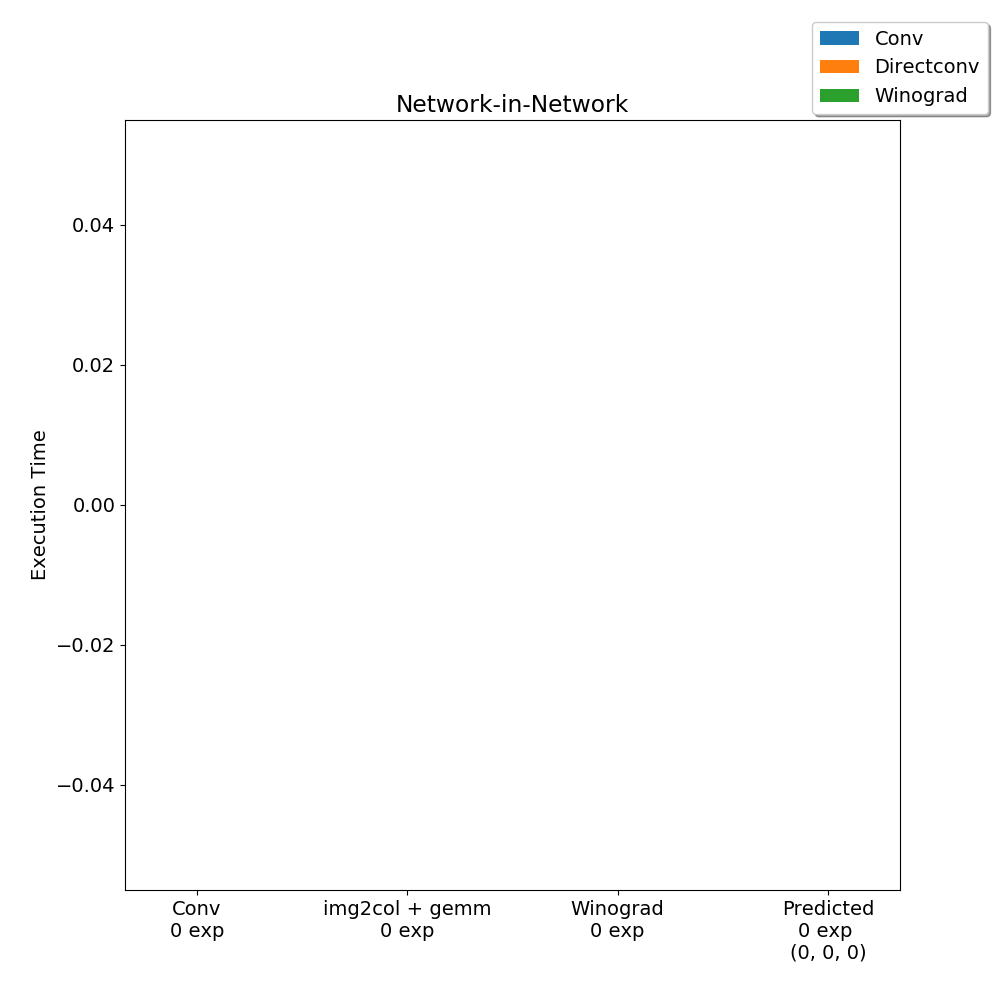 Conv
Directconv
Winograd
Network-in-Network
Execution Time
0.04
0.02
0.00
−0.02
−0.04
Conv
0 exp
img2col + gemm
0 exp
Winograd
0 exp
Predicted
0 exp
(0, 0, 0)